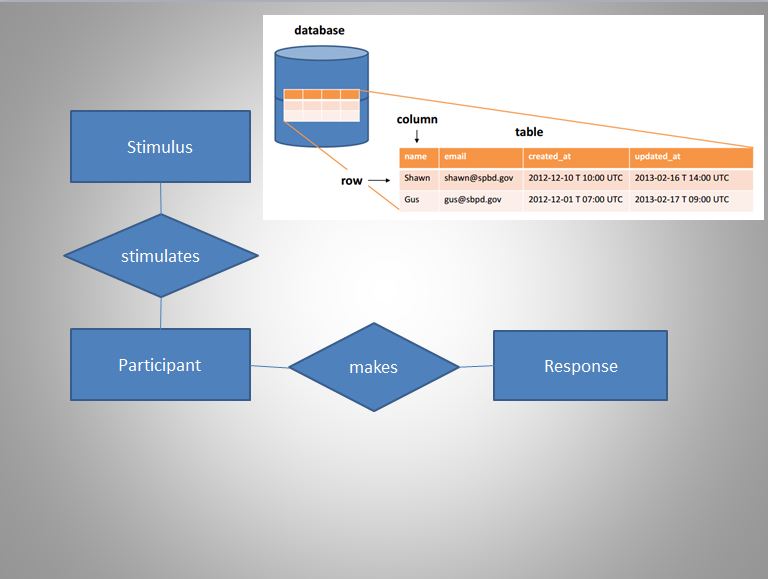 database
column
table
name email created_at updated_at
row
Shawn shawn@spbd.gov 2012-12-10 T 10:00 UTC 2013-02-16 T 14:00 UTC
Gus gus@sbpd.gov 2012-12-01 T 07:00 UTC 2013-02-17 T 09:00 UTC
Stimulus
stimulates
Participant
makes
Response